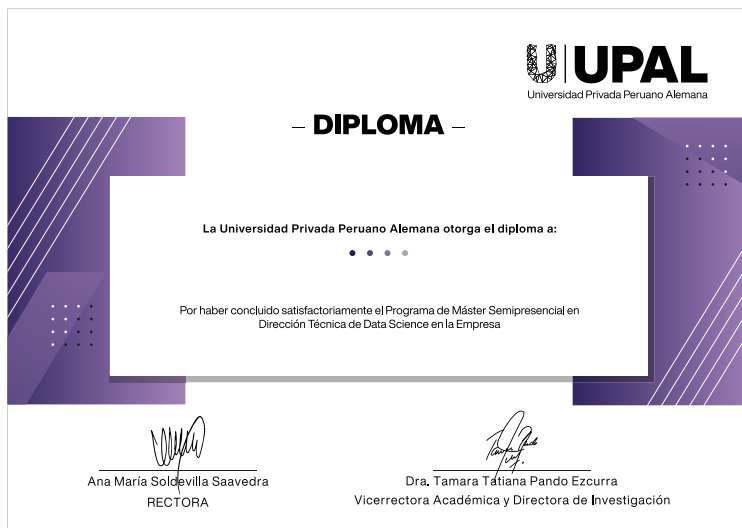 UPAL
Universidad Privada Peruano Alemana
– DIPLOMA –
La Universidad Privada Peruano Alemana otorga el diploma a:
Por haber concluido satisfactoriamente el Programa de Máster Semipresencial en
Dirección Técnica de Data Science en la Empresa
Ana María Soldevilla Saavedra
RECTORA
Dra. Tamara Tatiana Pando Ezcurra
Vicerrectora Académica y Directora de Investigación